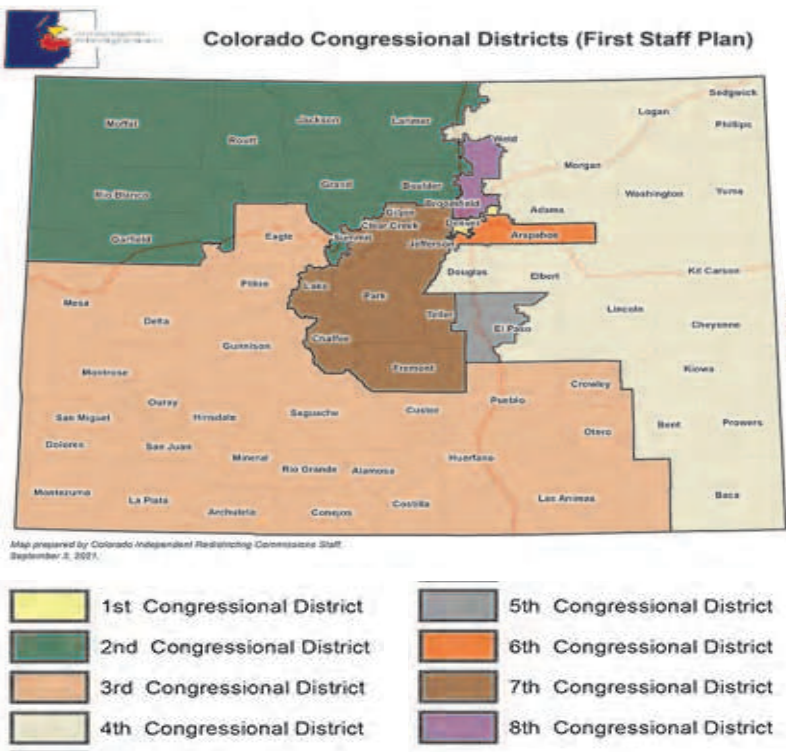 Colorado Congressional Districts (First Staff Plan)
Sedgwick
Logan
Phillips
Moffat
Jackson
Larimer
Routt
Weld
Morgan
Rio Blanco
Grand
Boulder
Washington
Yuma
Broomfield
Adams
Gilpin
Denver
Clear Creek
Arapahoe
Garfield
Eagle
Summit
Jefferson
Douglas
Elbert
Kit Carson
Pitkin
Lake
Park
Mesa
Delta
Teller
El Paso
Lincoln
Cheyenne
Gunnison
Chaffee
Montrose
Fremont
Kiowa
Crowley
Ouray
Hinsdale
Saguache
Custer
Pueblo
San Miguel
Otero
Bent
Prowers
Dolores
San Juan
Mineral
Rio Grande
Alamosa
Huerfano
Montezuma
La Plata
Archuleta
Conejos
Costilla
Las Animas
Baca
Map prepared by Colorado Independent Redistricting Commissions Staff.
September 3, 2021.
1st Congressional District
2nd Congressional District
3rd Congressional District
4th Congressional District
5th Congressional District
6th Congressional District
7th Congressional District
8th Congressional District